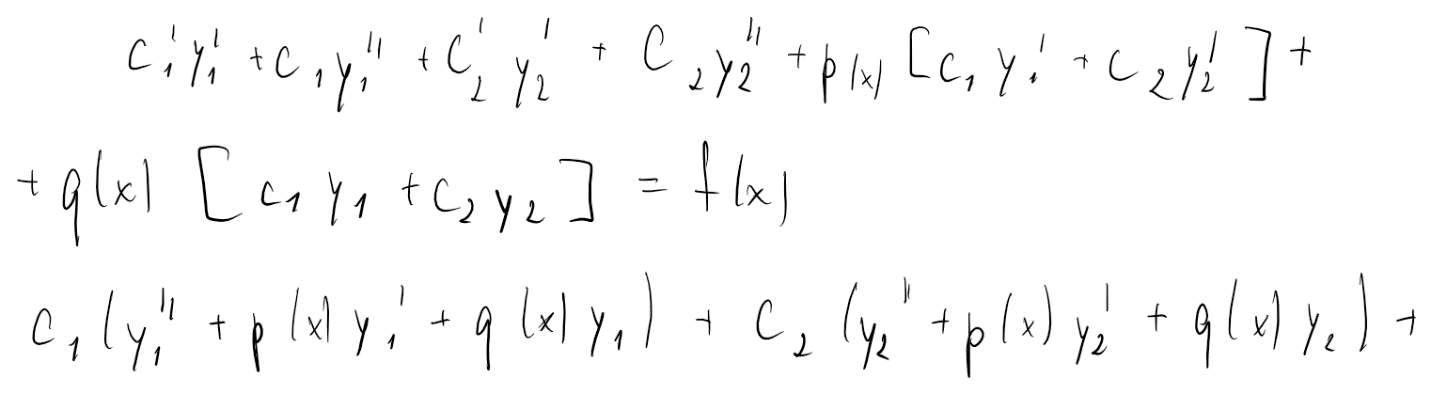 c₁'y₁' + c₁y₁'' + c₂'y₂' + c₂y₂'' + p(x) [c₁y₁' + c₂y₂'] +
+ q(x) [c₁y₁ + c₂y₂] = f(x)
c₁(y₁'' + p(x)y₁' + q(x)y₁) + c₂(y₂'' + p(x)y₂' + q(x)y₂) +